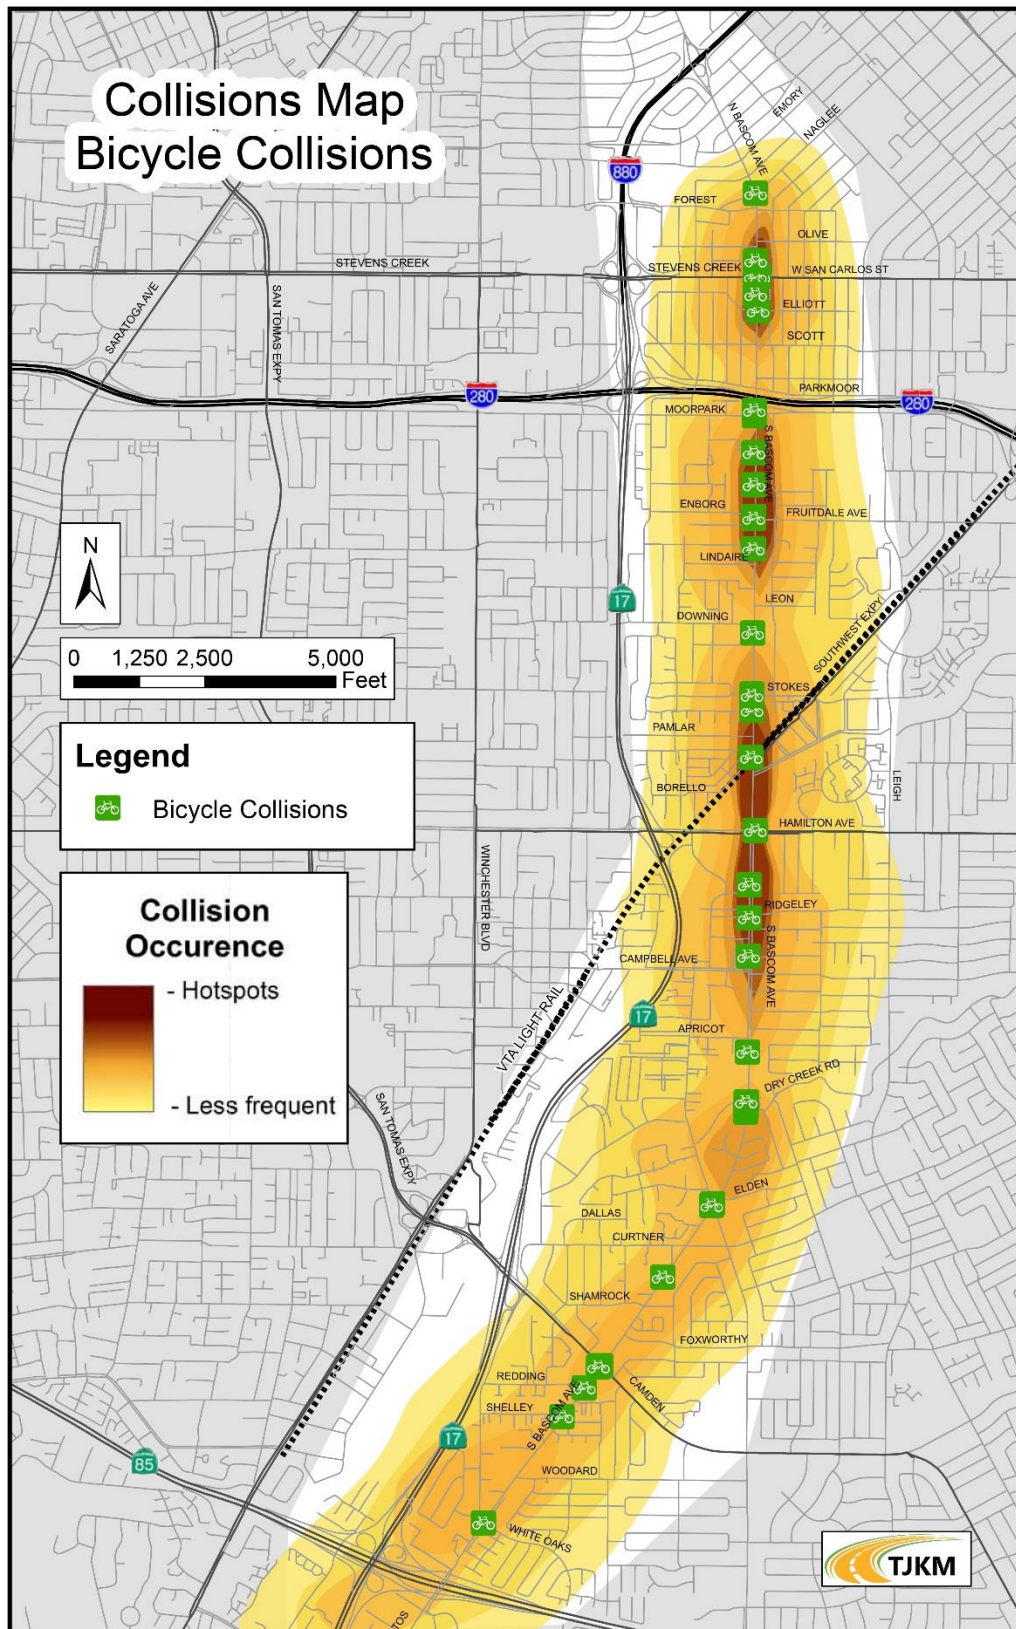 Collisions Map
Bicycle Collisions
880
N BASCOM AVE
EMORY
NAGLEE
FOREST
OLIVE
STEVENS CREEK
STEVENS CREEK
W SAN CARLOS ST
SARATOGA AVE
SAN TOMAS EXPY
ELLIOTT
SCOTT
PARKMOOR
280
280
MOORPARK
S BASCOM AVE
ENBORG
FRUITDALE AVE
N
LINDAIRE
17
LEON
DOWNING
SOUTHWEST EXPY
0 1,250 2,500 5,000
Feet
STOKES
PAMLAR
Legend
Bicycle Collisions
BORELLO
LEIGH
HAMILTON AVE
WINCHESTER BLVD
Collision
Occurence
- Hotspots
- Less frequent
RIDGELEY
S BASCOM AVE
CAMPBELL AVE
17
VTA LIGHT RAIL
APRICOT
DRY CREEK RD
SAN TOMAS EXPY
ELDEN
DALLAS
CURTNER
SHAMROCK
FOXWORTHY
REDDING
CAMDEN
SHELLEY
S BASCOM AVE
17
85
WOODARD
WHITE OAKS
TJKM